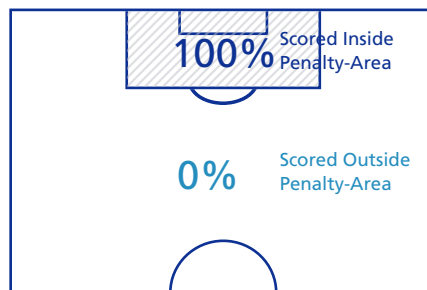 100%
Scored Inside
Penalty-Area
0%
Scored Outside
Penalty-Area